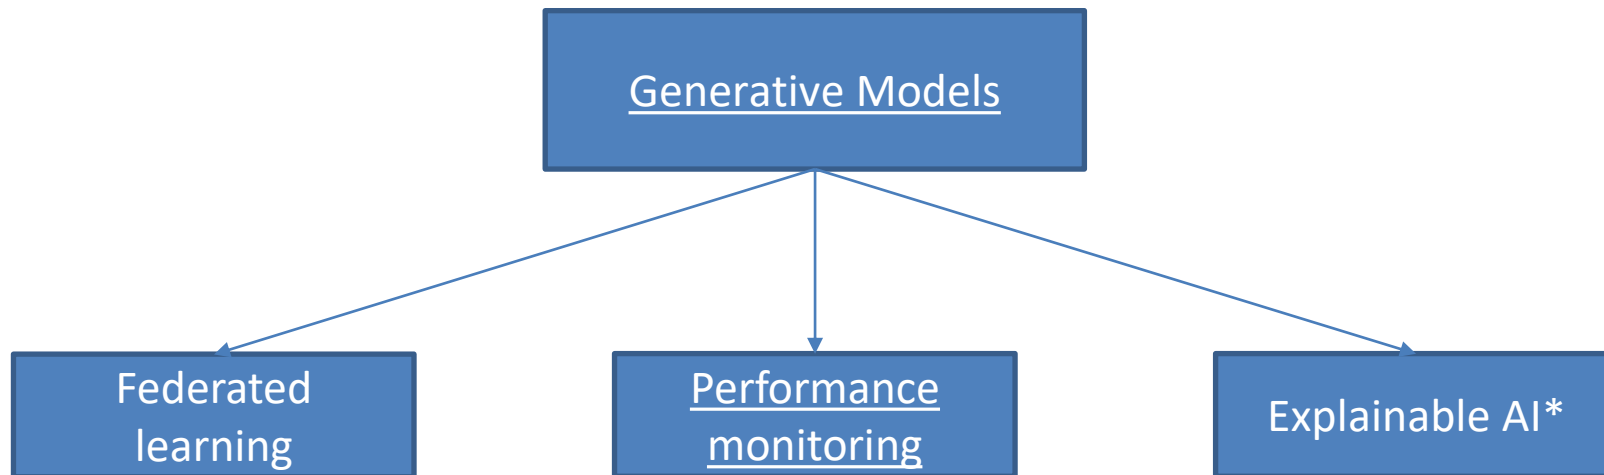 Generative Models
Federated
learning
Performance
monitoring
Explainable AI*